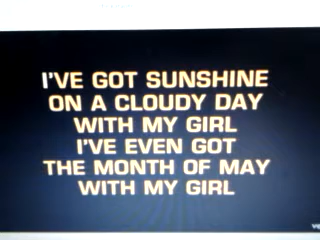 I'VE GOT SUNSHINE
ON A CLOUDY DAY
WITH MY GIRL
I'VE EVEN GOT
THE MONTH OF MAY
WITH MY GIRL